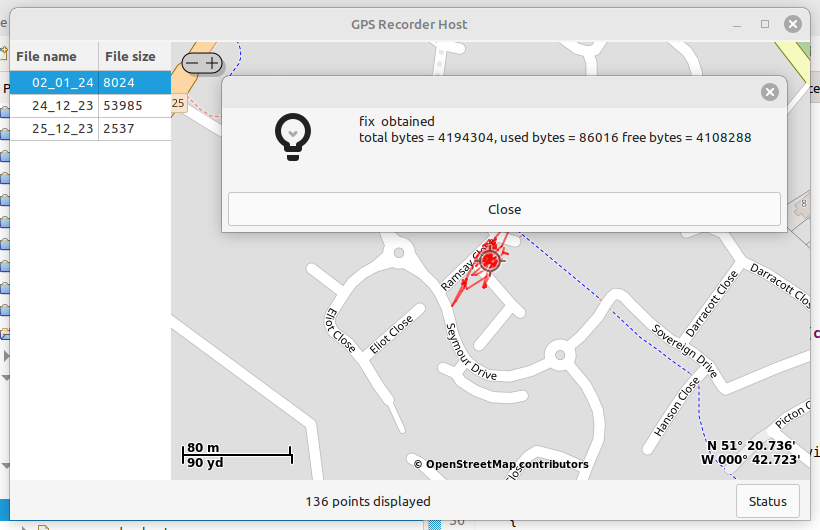 GPS Recorder Host
File name File size
02_01_24 8024
24_12_23 53985
25_12_23 2537
25
fix obtained
total bytes = 4194304, used bytes = 86016 free bytes = 4108288
Close
8
Ramsay Close
Darracott Close
Darracott Close
Eliot Close
Eliot Close
Seymour Drive
Sovereign Drive
Hanson Close
Picton C
80 m
90 yd
© OpenStreetMap contributors
N 51° 20.736'
W 000° 42.723'
136 points displayed
Status